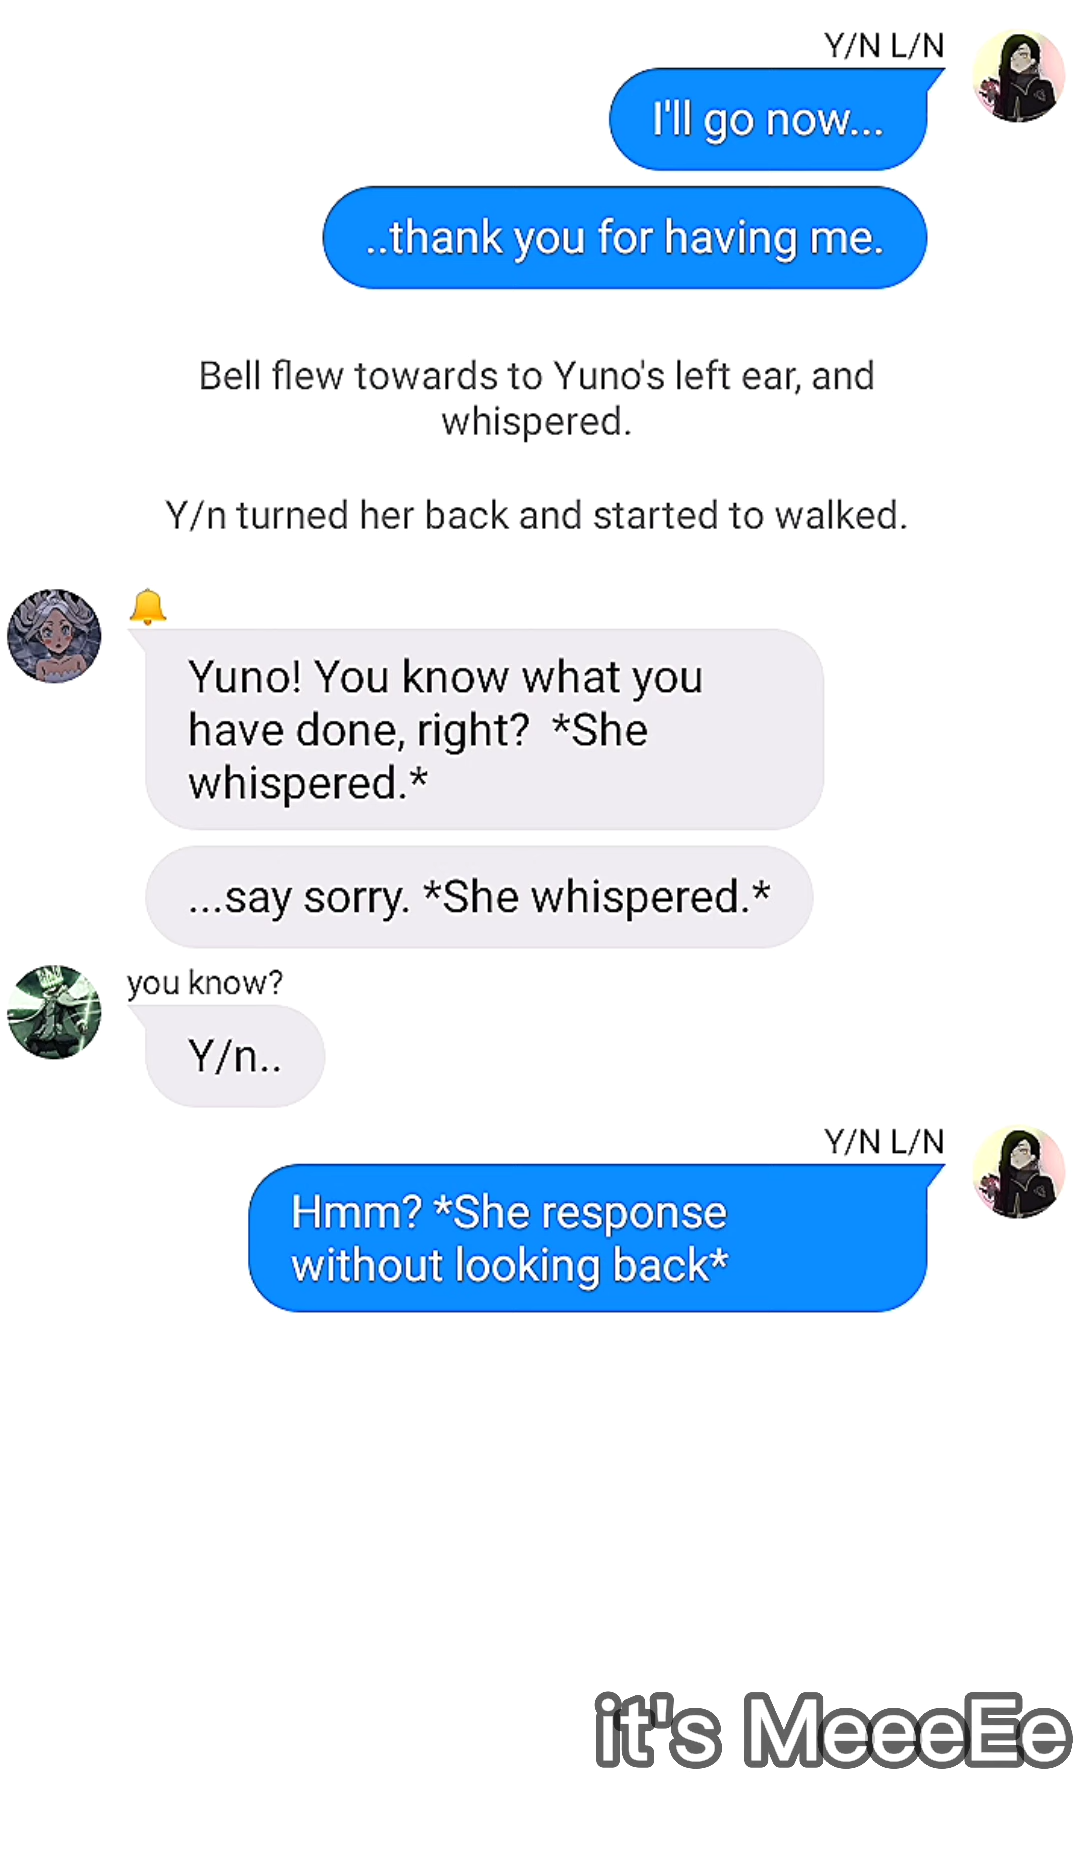 Y/N L/N
I'll go now...
..thank you for having me.
Bell flew towards to Yuno's left ear, and
whispered.
Y/n turned her back and started to walked.
🔔
Yuno! You know what you
have done, right?  *She
whispered.*
...say sorry. *She whispered.*
you know?
Y/n..
Y/N L/N
Hmm? *She response
without looking back*
it's MeeeEe